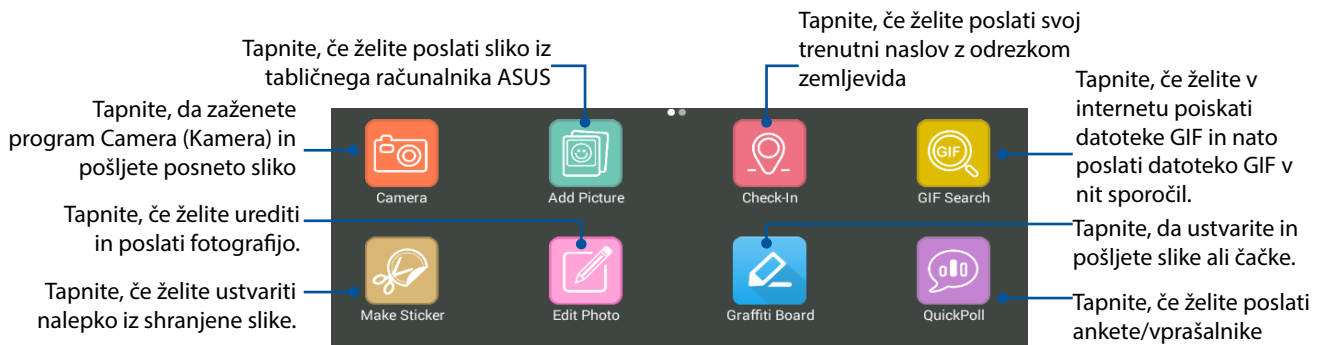 Tapnite, če želite poslati svoj
trenutni naslov z odrezkom
zemljevida
Tapnite, če želite poslati sliko iz
tabličnega računalnika ASUS
Tapnite, da zaženete
program Camera (Kamera) in
pošljete posneto sliko
Tapnite, če želite v
internetu poiskati
datoteke GIF in nato
poslati datoteko GIF v
nit sporočil.
GIF
Camera
Add Picture
Check-In
GIF Search
Tapnite, če želite urediti
in poslati fotografijo.
Tapnite, da ustvarite in
pošljete slike ali čačke.
Tapnite, če želite ustvariti
nalepko iz shranjene slike.
Make Sticker
Edit Photo
Graffiti Board
QuickPoll
Tapnite, če želite poslati
ankete/vprašalnike